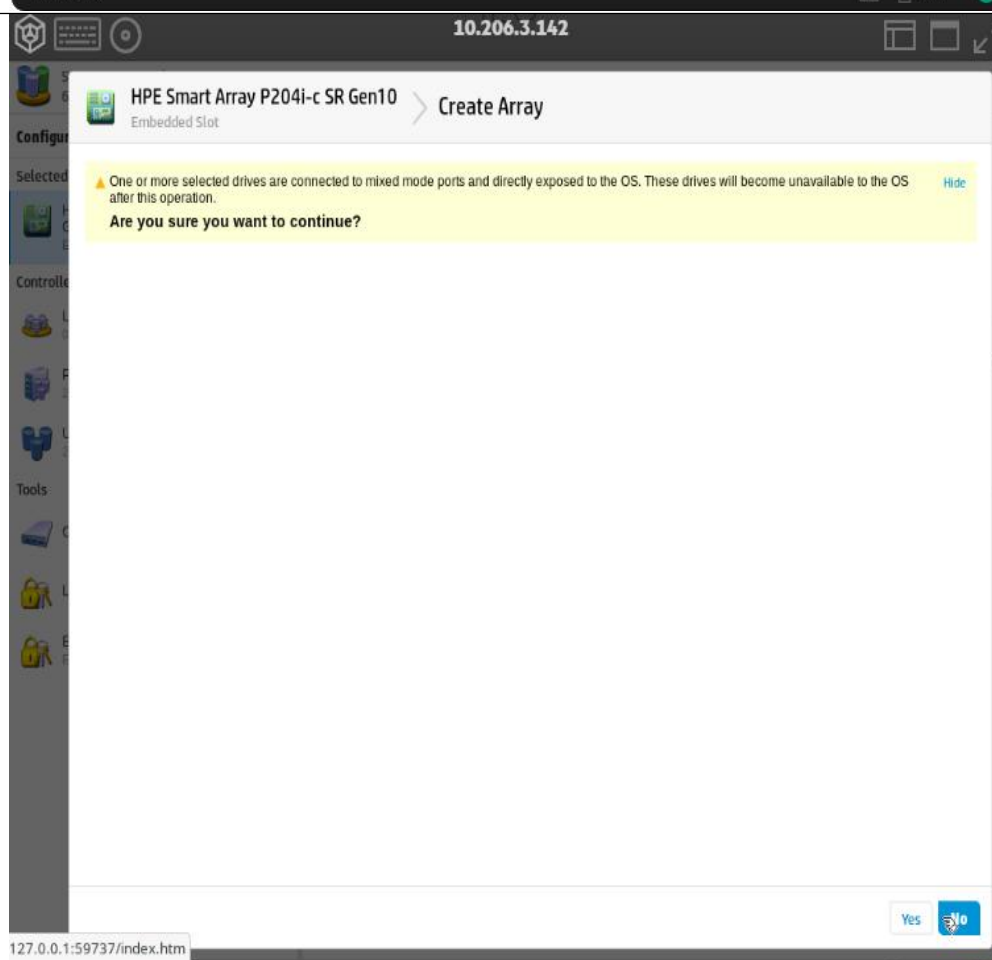 10.206.3.142
HPE Smart Array P204i-c SR Gen10
Embedded Slot
Create Array
Configur
Selected
One or more selected drives are connected to mixed mode ports and directly exposed to the OS. These drives will become unavailable to the OS
after this operation.
Hide
Are you sure you want to continue?
Controlle
Tools
Yes
No
127.0.0.1:59737/index.htm